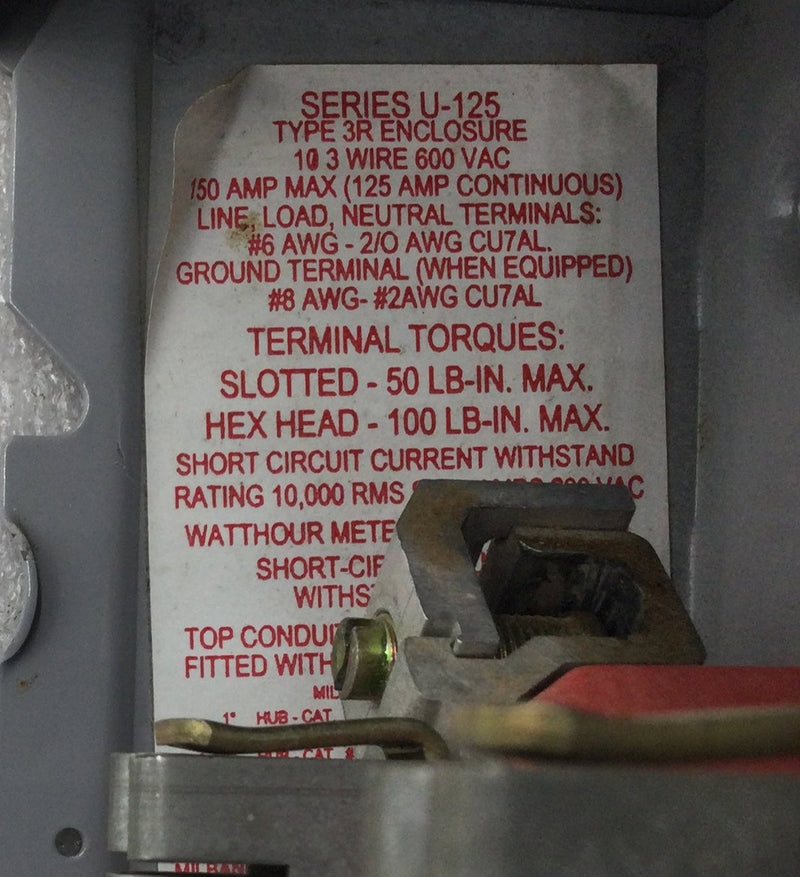 SERIES U-125
TYPE 3R ENCLOSURE
1Ø 3 WIRE 600 VAC
150 AMP MAX (125 AMP CONTINUOUS)
LINE, LOAD, NEUTRAL TERMINALS:
#6 AWG - 2/O AWG CU7AL.
GROUND TERMINAL (WHEN EQUIPPED)
#8 AWG- #2AWG CU7AL
TERMINAL TORQUES:
SLOTTED - 50 LB-IN. MAX.
HEX HEAD - 100 LB-IN. MAX.
SHORT CIRCUIT CURRENT WITHSTAND
RATING 10,000 RMS VAC
WATTHOUR
SHORT-CIR
WITHS
TOP
FITTED WITH
MIL
1" HUB - CAT